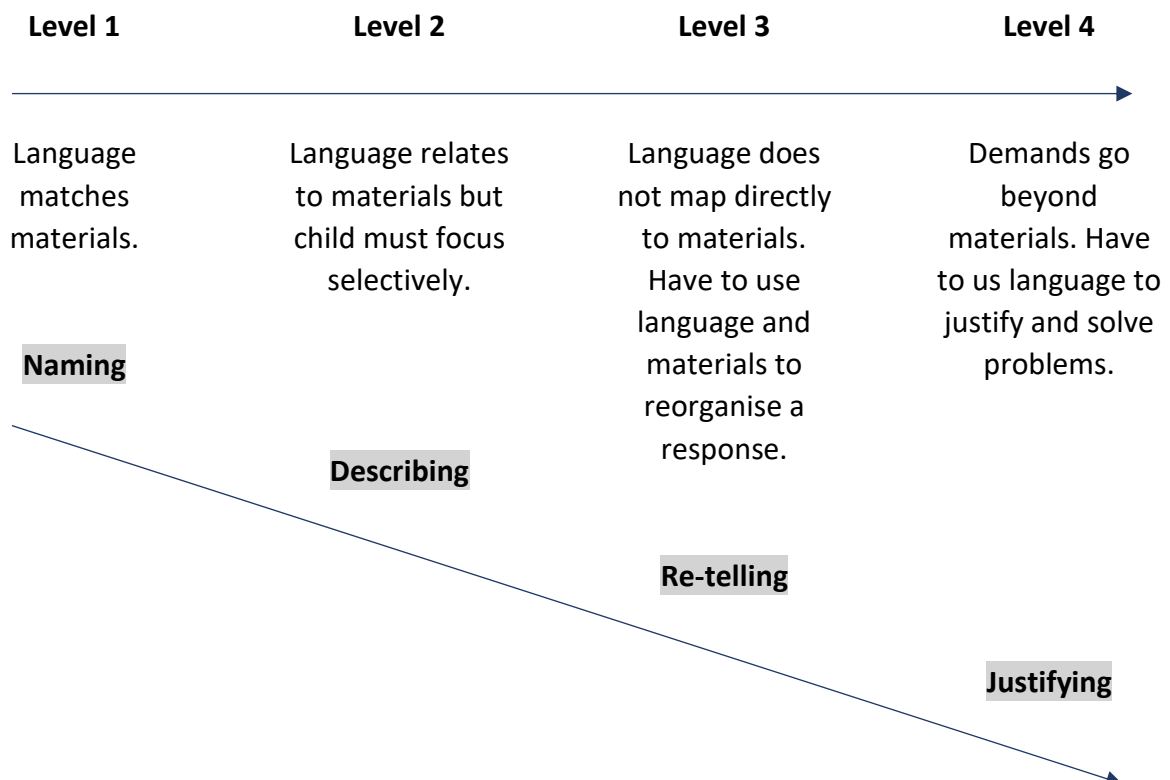 Level 1
Level 2
Level 3
Level 4
Language
matches
materials.
Language relates
to materials but
child must focus
selectively.
Language does
not map directly
to materials.
Have to use
language and
materials to
reorganise a
response.
Demands go
beyond
materials. Have
to us language to
justify and solve
problems.
Naming
Describing
Re-telling
Justifying